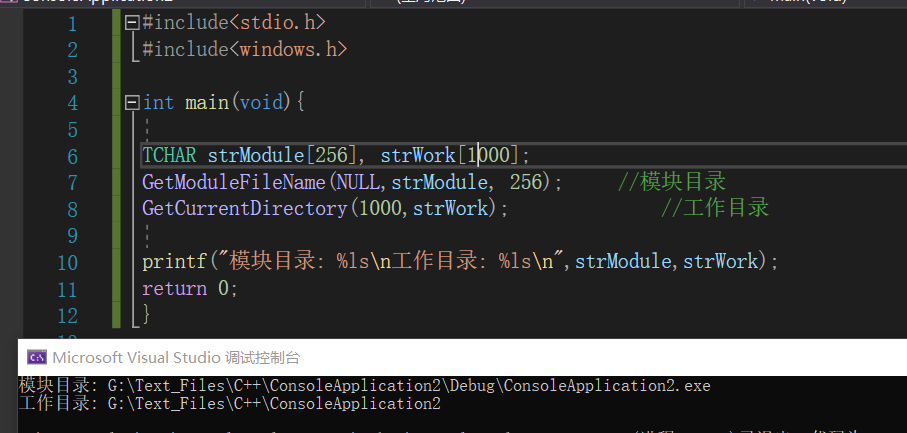 1 #include<stdio.h>
2 #include<windows.h>
3
4 int main(void){
5
6 TCHAR strModule[256], strWork[1000];
7 GetModuleFileName(NULL,strModule, 256); //模块目录
8 GetCurrentDirectory(1000,strWork); //工作目录
9
10 printf("模块目录: %ls\n工作目录: %ls\n",strModule,strWork);
11 return 0;
12 }
Microsoft Visual Studio 调试控制台
模块目录: G:\Text_Files\C++\ConsoleApplication2\Debug\ConsoleApplication2.exe
工作目录: G:\Text_Files\C++\ConsoleApplication2